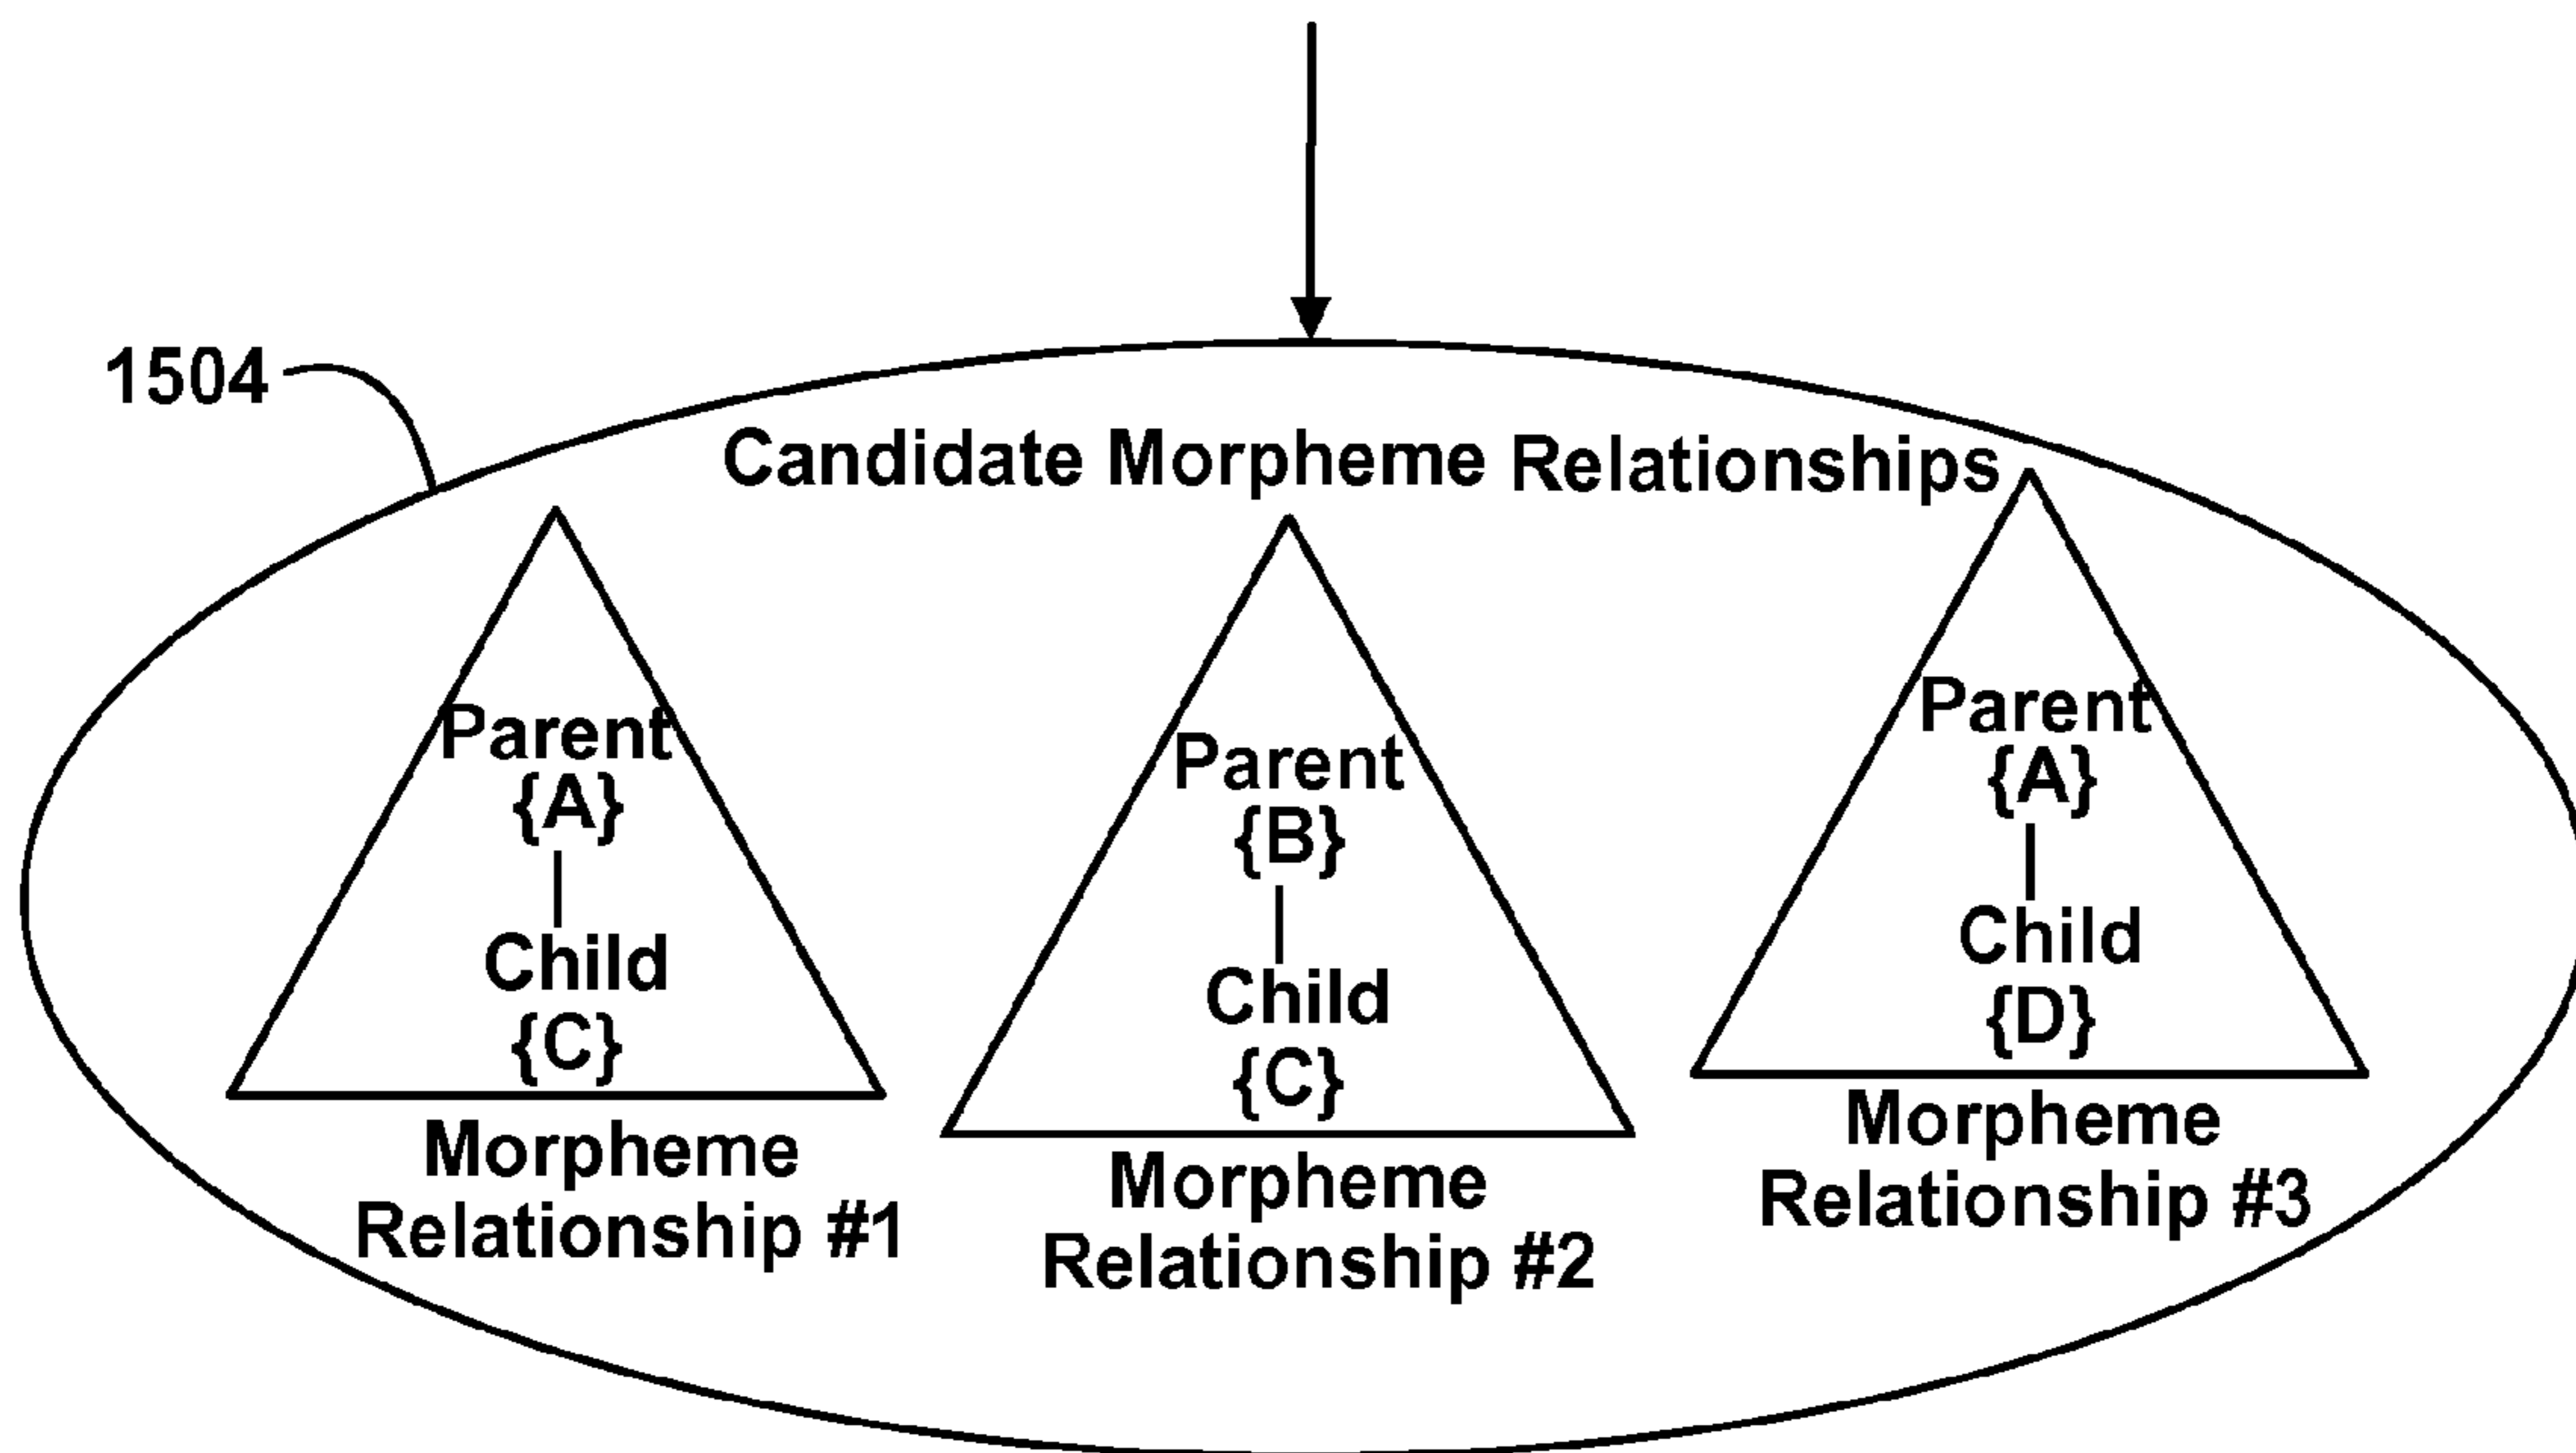 1504
Candidate Morpheme Relationships
Parent
{A}
Child
{C}
Morpheme
Relationship #1
Parent
{B}
Child
{C}
Morpheme
Relationship #2
Parent
{A}
Child
{D}
Morpheme
Relationship #3